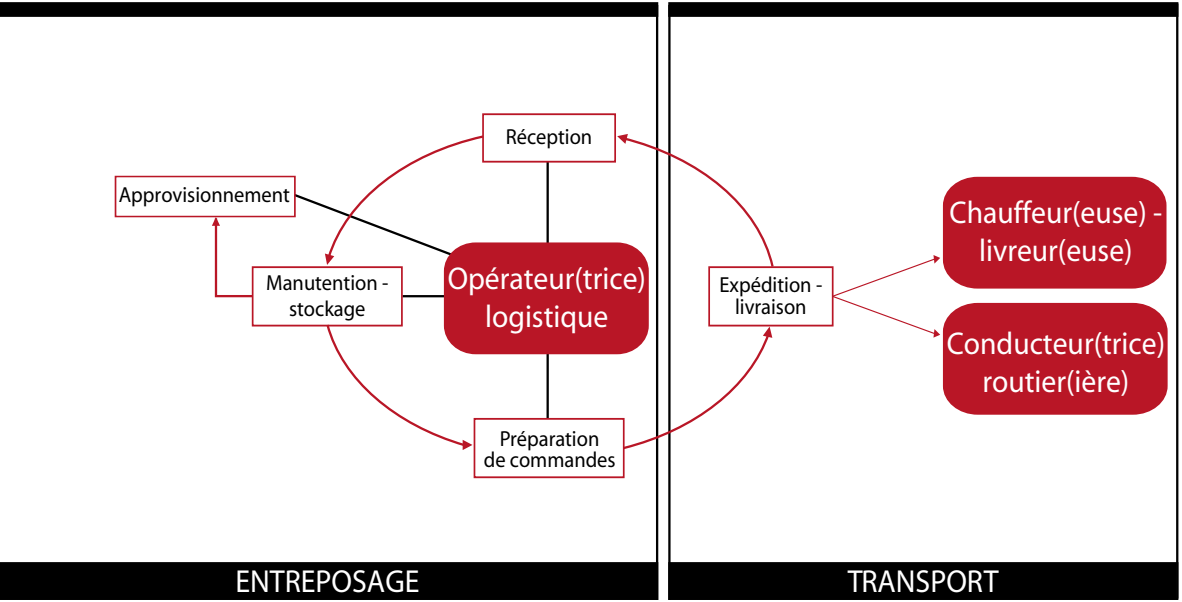 Réception
Approvisionnement
Manutention -
stockage
Opérateur(trice)
logistique
Préparation
de commandes
Expédition -
livraison
Chauffeur(euse) -
livreur(euse)
Conducteur(trice)
routier(ière)
ENTREPOSAGE
TRANSPORT